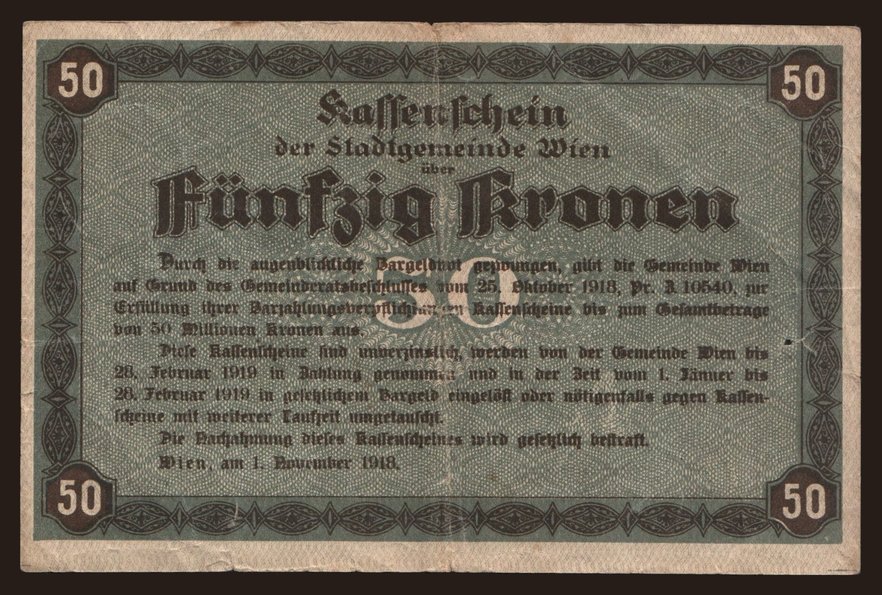 50 50
Kassenschein
der Stadtgemeinde Wien
über
Fünfzig Kronen
50
Durch die augenblickliche Bargeldnot gezwungen, gibt die Gemeinde Wien
auf Grund des Gemeinderatsbeschlusses vom 25. Oktober 1918, Pr. Z. 10540, zur
Erfüllung ihrer Barzahlungsverpflichtungen Kassenscheine bis zum Gesamtbetrage
von 50 Millionen Kronen aus.
Diese Kassenscheine sind unverzinslich, werden von der Gemeinde Wien bis
28. Februar 1919 in Zahlung genommen und in der Zeit vom 1. Jänner bis
28. Februar 1919 in gesetzlichem Bargeld eingelöst oder nötigenfalls gegen Kassen-
scheine mit weiterer Laufzeit umgetauscht.
Die Nachahmung dieses Kassenscheines wird gesetzlich bestraft.
Wien, am 1. November 1918.
50 50